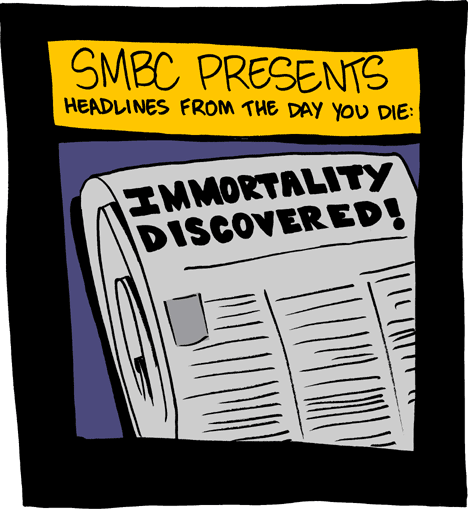 SMBC PRESENTS
HEADLINES FROM THE DAY YOU DIE:
IMMORTALITY
DISCOVERED!